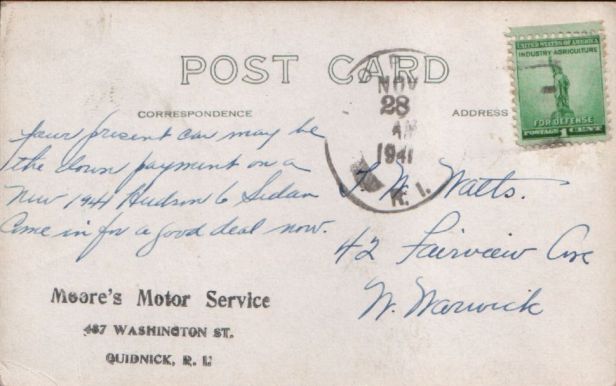 POST CARD
CORRESPONDENCE
ADDRESS
UNITED STATES OF AMERICA
INDUSTRY AGRICULTURE
FOR DEFENSE
POSTAGE 1 CENT
NOV
28
AM
1941
R. I.
Your present car may be
the down payment on a
New 1941 Hudson 6 Sedan
Come in for a good deal now.
Moore's Motor Service
487 WASHINGTON ST.
QUIDNICK, R. I.
W. Watts.
42 Fairview Ave
W. Warwick